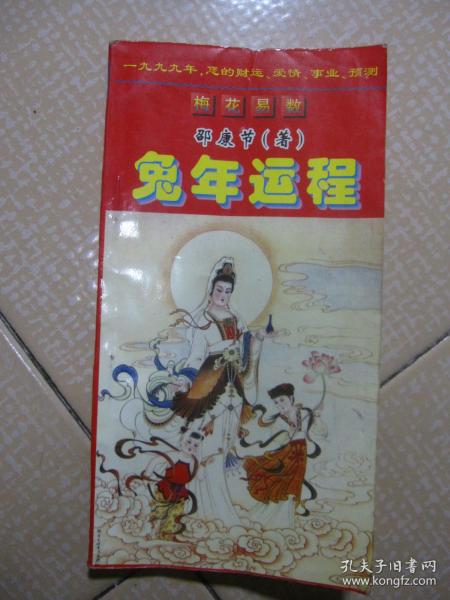 一九九九年，怎的财运、爱情、事业、预测
梅花易数
邵康节（著）
兔年运程
孔夫子旧书网
www.kongfz.com